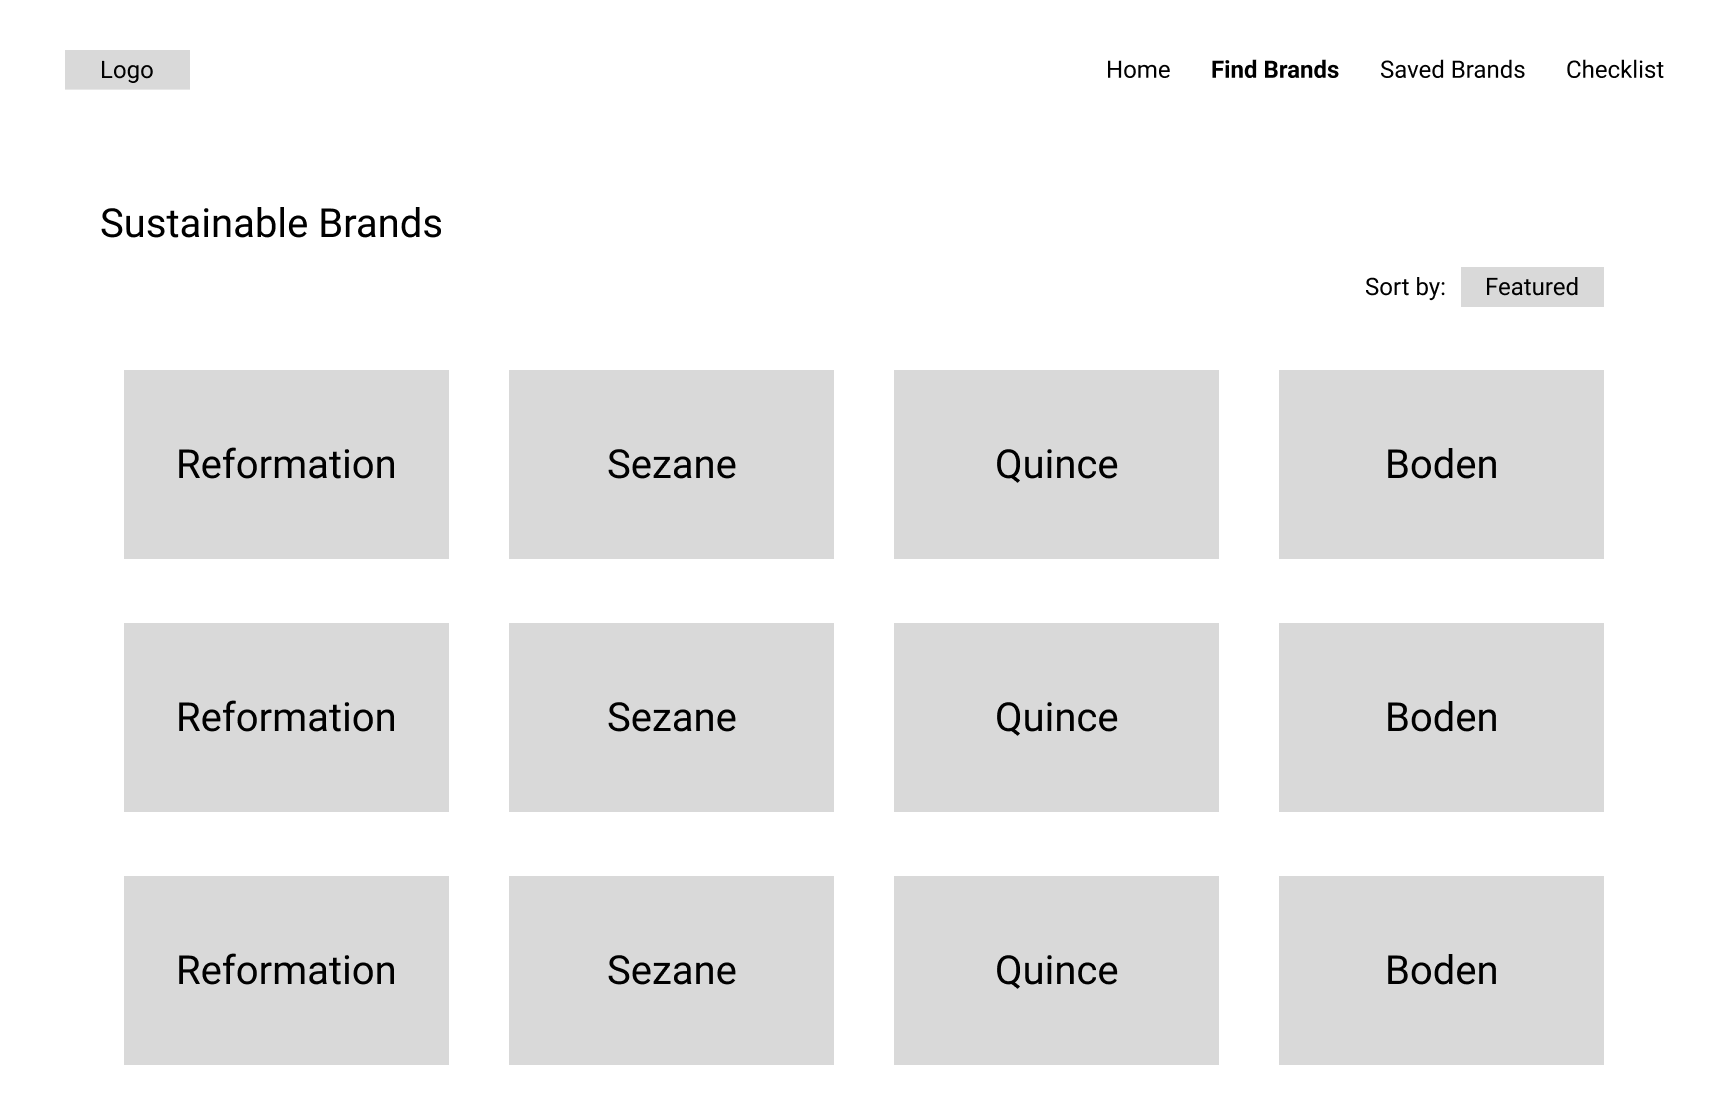 Logo
Home Find Brands Saved Brands Checklist
Sustainable Brands
Sort by: Featured
Reformation Sezane Quince Boden
Reformation Sezane Quince Boden
Reformation Sezane Quince Boden